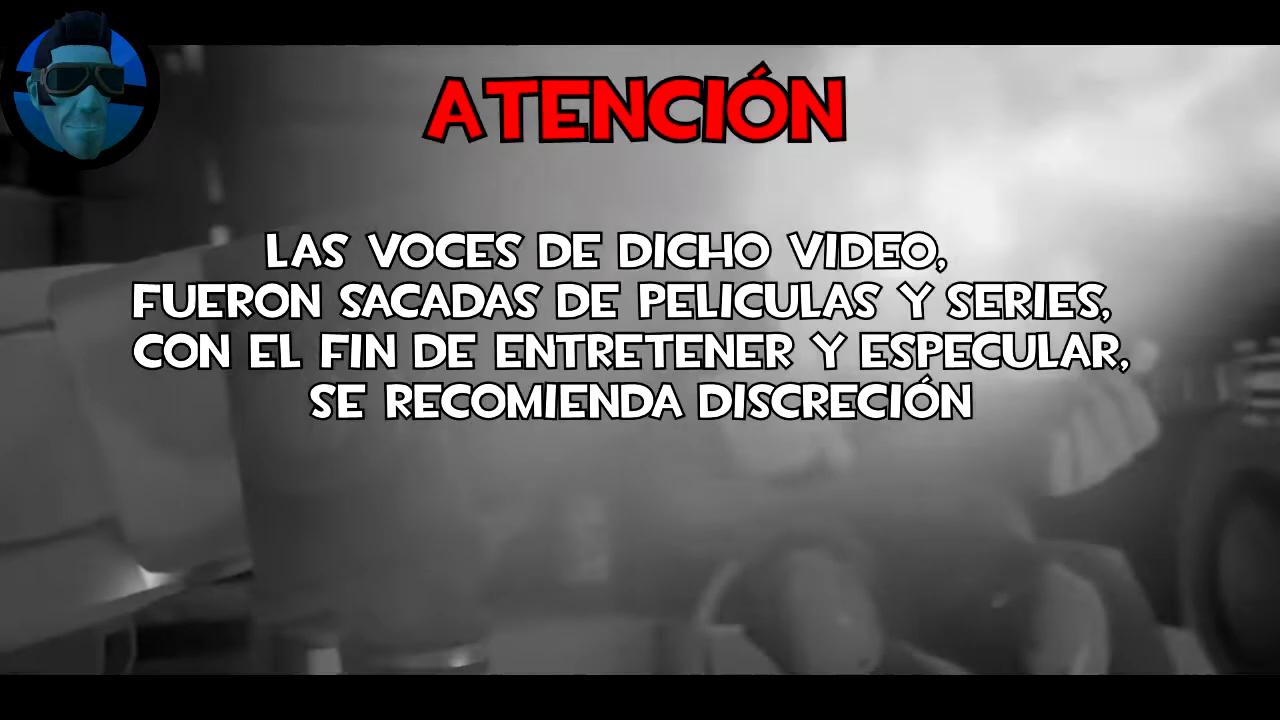 ATENCIÓN
LAS VOCES DE DICHO VIDEO,
FUERON SACADAS DE PELICULAS Y SERIES,
CON EL FIN DE ENTRETENER Y ESPECULAR,
SE RECOMIENDA DISCRECIÓN